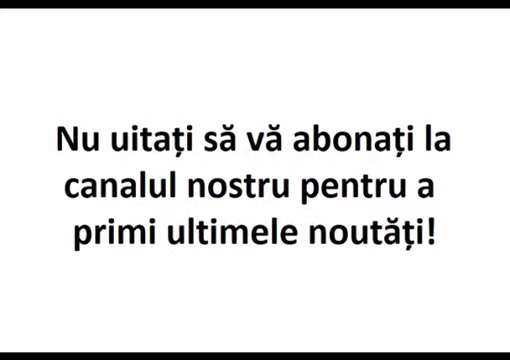 Nu uitați să vă abonați la
canalul nostru pentru a
primi ultimele noutăți!